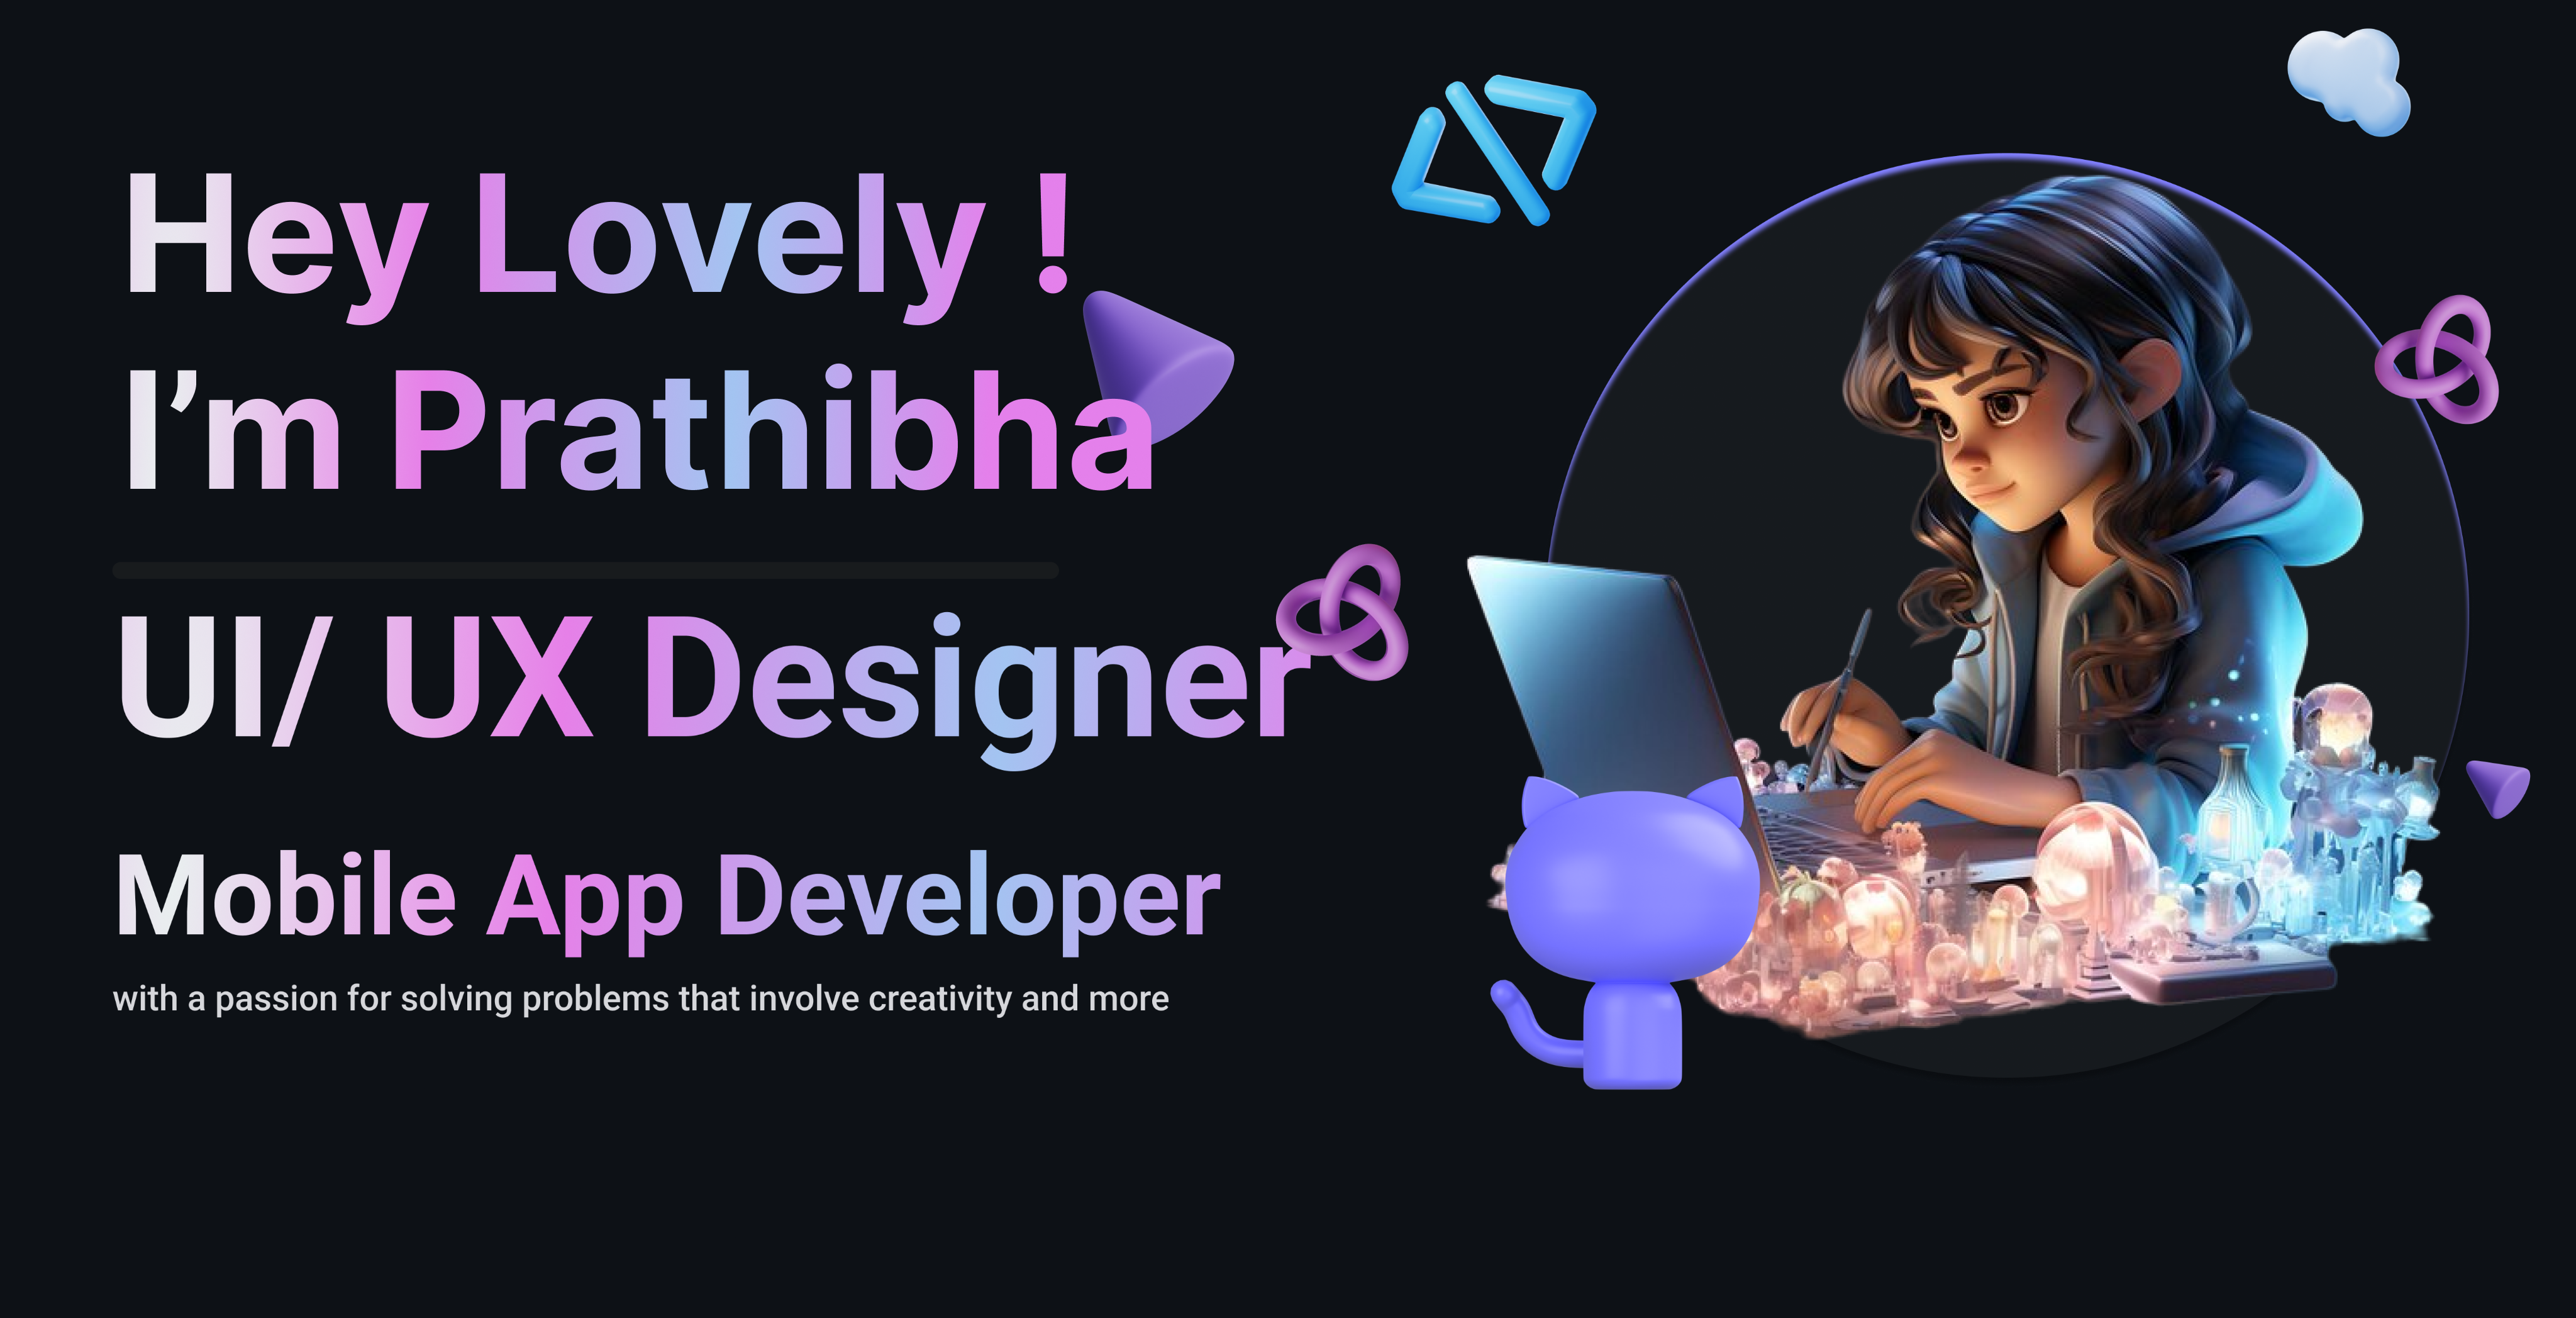 Hey Lovely !
I’m Prathibha
UI/ UX Designer
Mobile App Developer
with a passion for solving problems that involve creativity and more